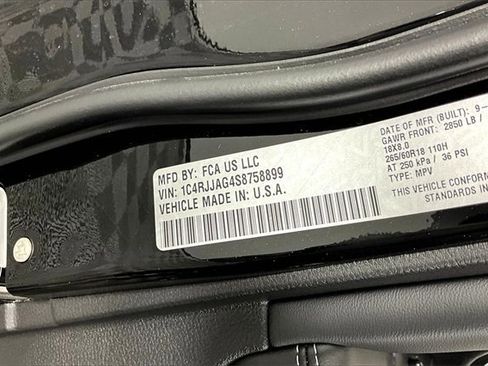 MFD BY: FCA US LLC
VIN: 1C4RJJAG4S8758899
VEHICLE MADE IN: U.S.A.
DATE OF MFR (BUILT): 9-
GAWR FRONT: 2850 LB /
18X8.0
265/60R18 110H
AT 250 kPa / 36 PSI
TYPE: MPV
THIS VEHICLE CONFORM
STANDARDS IN